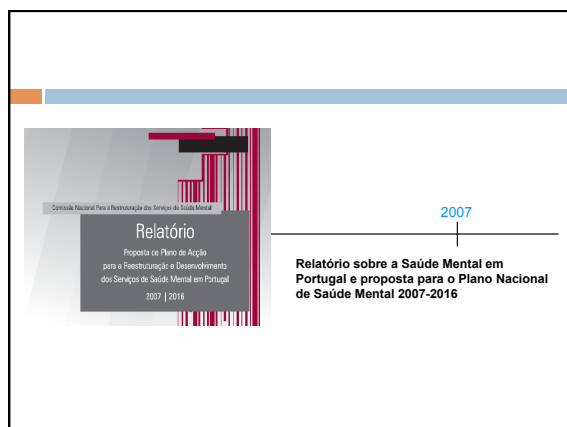 Comissão Nacional Para a Restruturação dos Serviços de Saúde Mental
Relatório
Proposta de Plano de Acção
para a Reestruturação e Desenvolvimento
dos Serviços de Saúde Mental em Portugal
2007 | 2016
2007
Relatório sobre a Saúde Mental em
Portugal e proposta para o Plano Nacional
de Saúde Mental 2007-2016